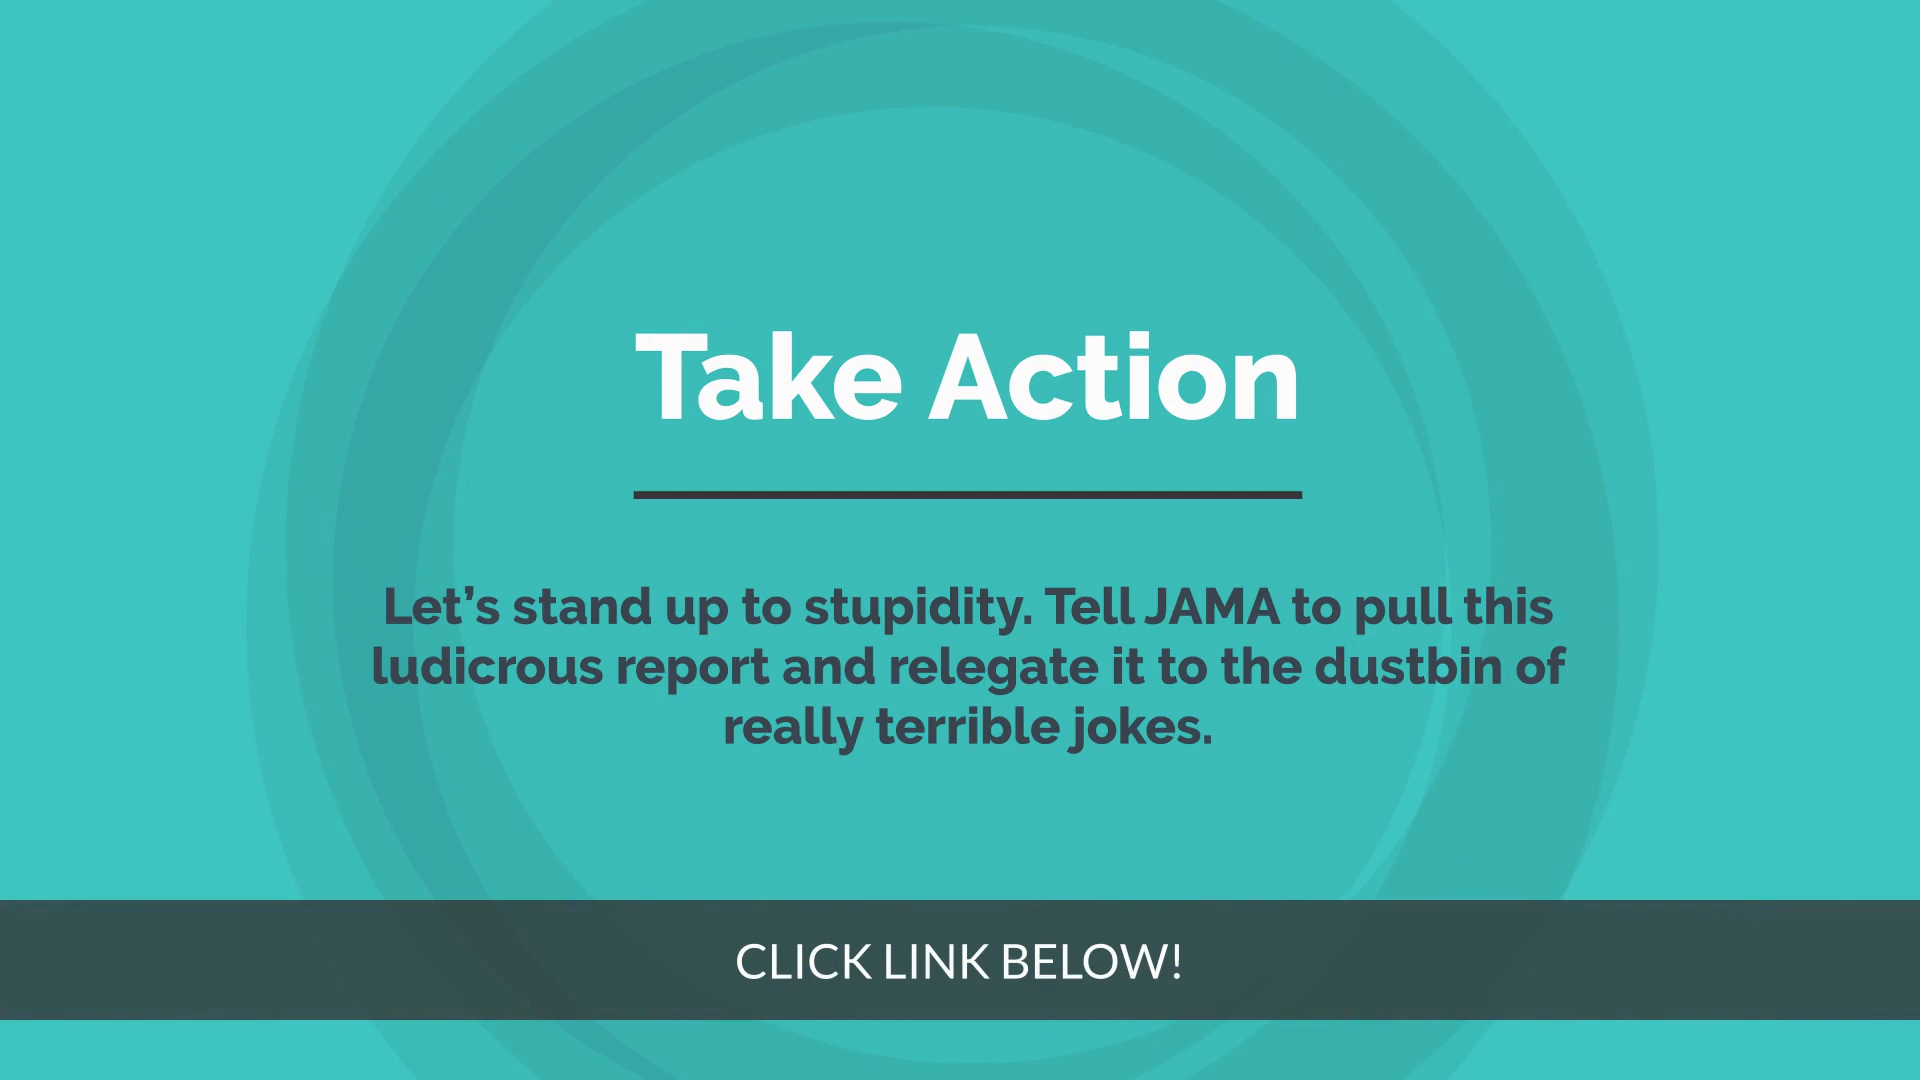 Take Action
Let’s stand up to stupidity. Tell JAMA to pull this
ludicrous report and relegate it to the dustbin of
really terrible jokes.
CLICK LINK BELOW!